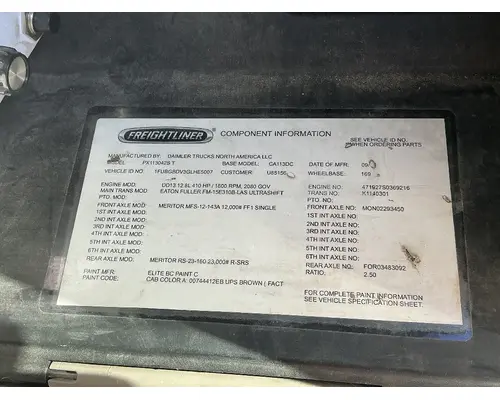 FREIGHTLINER COMPONENT INFORMATION
SEE VEHICLE ID NO.
WHEN ORDERING PARTS
MANUFACTURED BY: DAIMLER TRUCKS NORTH AMERICA LLC
MODEL: PX113042S T BASE MODEL: CA113DC DATE OF MFR:
VEHICLE ID NO: CUSTOMER: WHEELBASE: 169
ENGINE MOD: DD13 12.8L 410 HP / 1800 RPM, 2080 GOV ENGINE NO: 471927S0369216
MAIN TRANS MOD: EATON FULLER FM-15E310B-LAS ULTRASHIFT TRANS NO:
PTO. MOD: PTO. NO:
FRONT AXLE MOD: MERITOR MFS-12-143A 12,000# FF1 SINGLE FRONT AXLE NO: MON02293450
1ST INT AXLE MOD: 1ST INT AXLE NO:
2ND INT AXLE MOD: 2ND INT AXLE NO:
3RD INT AXLE MOD: 3RD INT AXLE NO:
4TH INT AXLE MOD: 4TH INT AXLE NO:
5TH INT AXLE MOD: 5TH INT AXLE NO:
6TH INT AXLE MOD: 6TH INT AXLE NO:
REAR AXLE MOD: MERITOR RS-23-160 23,000# R-SRS REAR AXLE NO: FOR03483092
RATIO: 2.50
PAINT MFR: ELITE BC PAINT C
PAINT CODE: CAB COLOR A: 00744412EB UPS BROWN ( FACT
FOR COMPLETE PAINT INFORMATION
SEE VEHICLE SPECIFICATION SHEET.